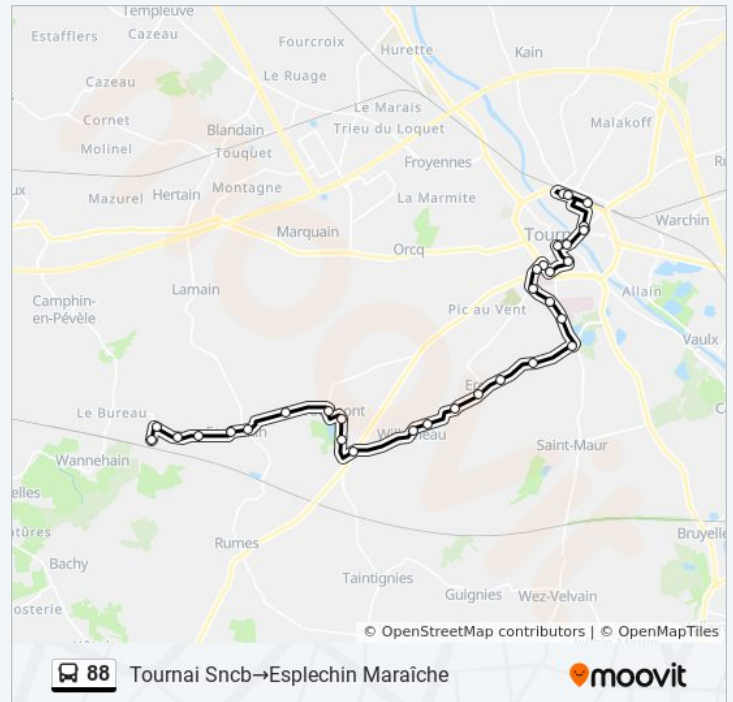 Templeuve
Estafflers
Cazeau
Fourcroix
Hurette
Kain
Cazeau
Le Ruage
Le Marais
Cornet
Blandain
Trieu du Loquet
Malakoff
Molinel
Touquet
Froyennes
Mazurel
Hertain
Montagne
La Marmite
Warchin
Marquain
Orcq
Tourn
Lamain
Allain
Camphin-
en-Pévèle
Pic au Vent
Vaulx
Le Bureau
Wannehain
Saint-Maur
elles
Rumes
Bruyelle
Bachy
Taintignies
osterie
Guignies
Wez-Velvain
© OpenStreetMap contributors | © OpenMapTiles
88 Tournai Sncb→Esplechin Maraîche
moovit